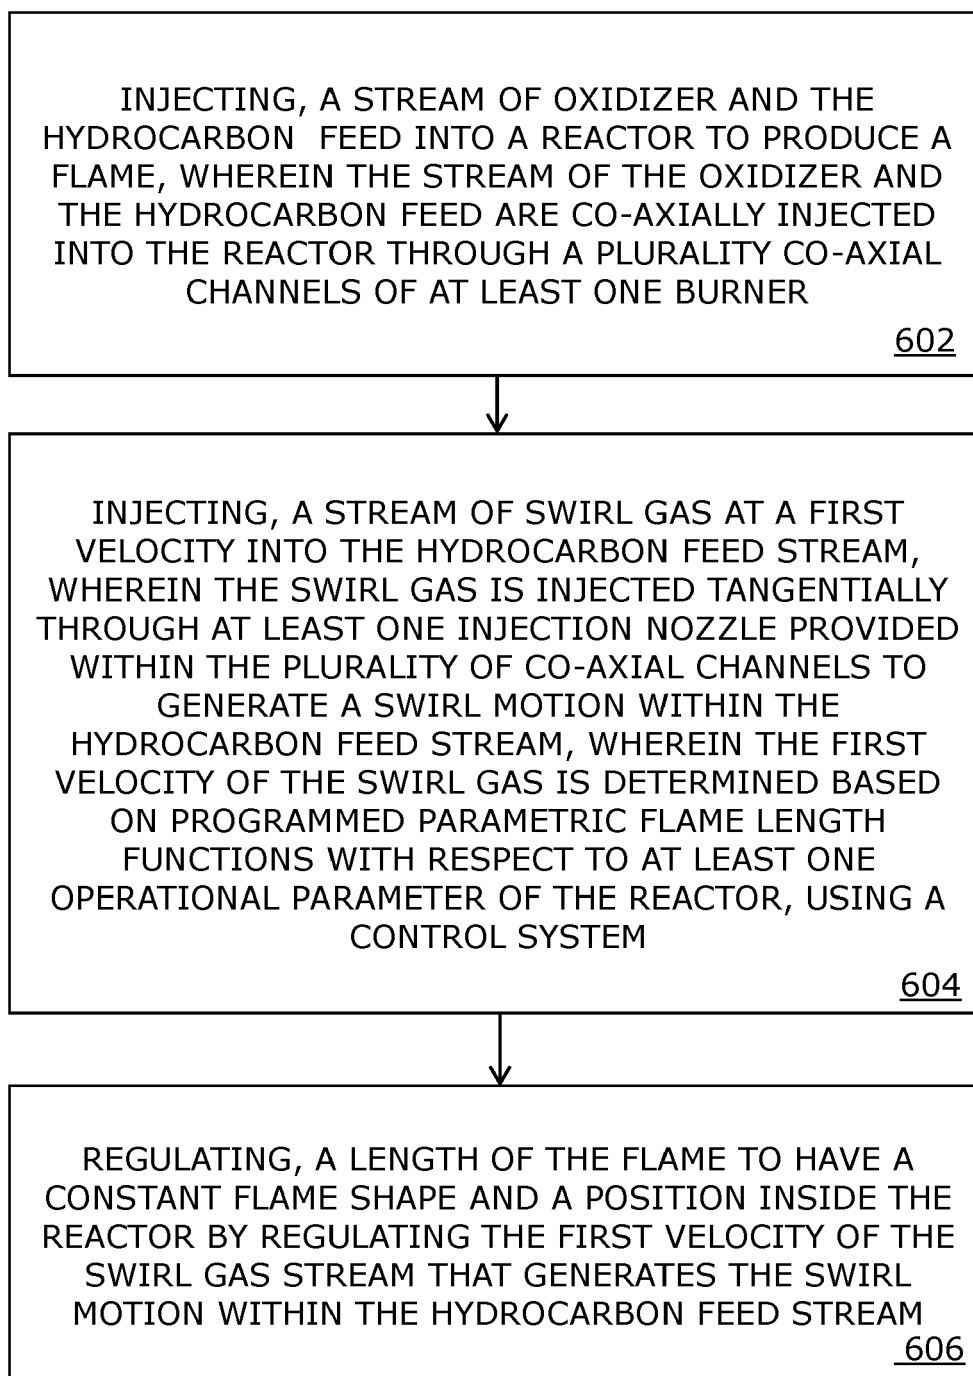 INJECTING, A STREAM OF OXIDIZER AND THE
HYDROCARBON FEED INTO A REACTOR TO PRODUCE A
FLAME, WHEREIN THE STREAM OF THE OXIDIZER AND
THE HYDROCARBON FEED ARE CO-AXIALLY INJECTED
INTO THE REACTOR THROUGH A PLURALITY CO-AXIAL
CHANNELS OF AT LEAST ONE BURNER
602
INJECTING, A STREAM OF SWIRL GAS AT A FIRST
VELOCITY INTO THE HYDROCARBON FEED STREAM,
WHEREIN THE SWIRL GAS IS INJECTED TANGENTIALLY
THROUGH AT LEAST ONE INJECTION NOZZLE PROVIDED
WITHIN THE PLURALITY OF CO-AXIAL CHANNELS TO
GENERATE A SWIRL MOTION WITHIN THE
HYDROCARBON FEED STREAM, WHEREIN THE FIRST
VELOCITY OF THE SWIRL GAS IS DETERMINED BASED
ON PROGRAMMED PARAMETRIC FLAME LENGTH
FUNCTIONS WITH RESPECT TO AT LEAST ONE
OPERATIONAL PARAMETER OF THE REACTOR, USING A
CONTROL SYSTEM
604
REGULATING, A LENGTH OF THE FLAME TO HAVE A
CONSTANT FLAME SHAPE AND A POSITION INSIDE THE
REACTOR BY REGULATING THE FIRST VELOCITY OF THE
SWIRL GAS STREAM THAT GENERATES THE SWIRL
MOTION WITHIN THE HYDROCARBON FEED STREAM
606